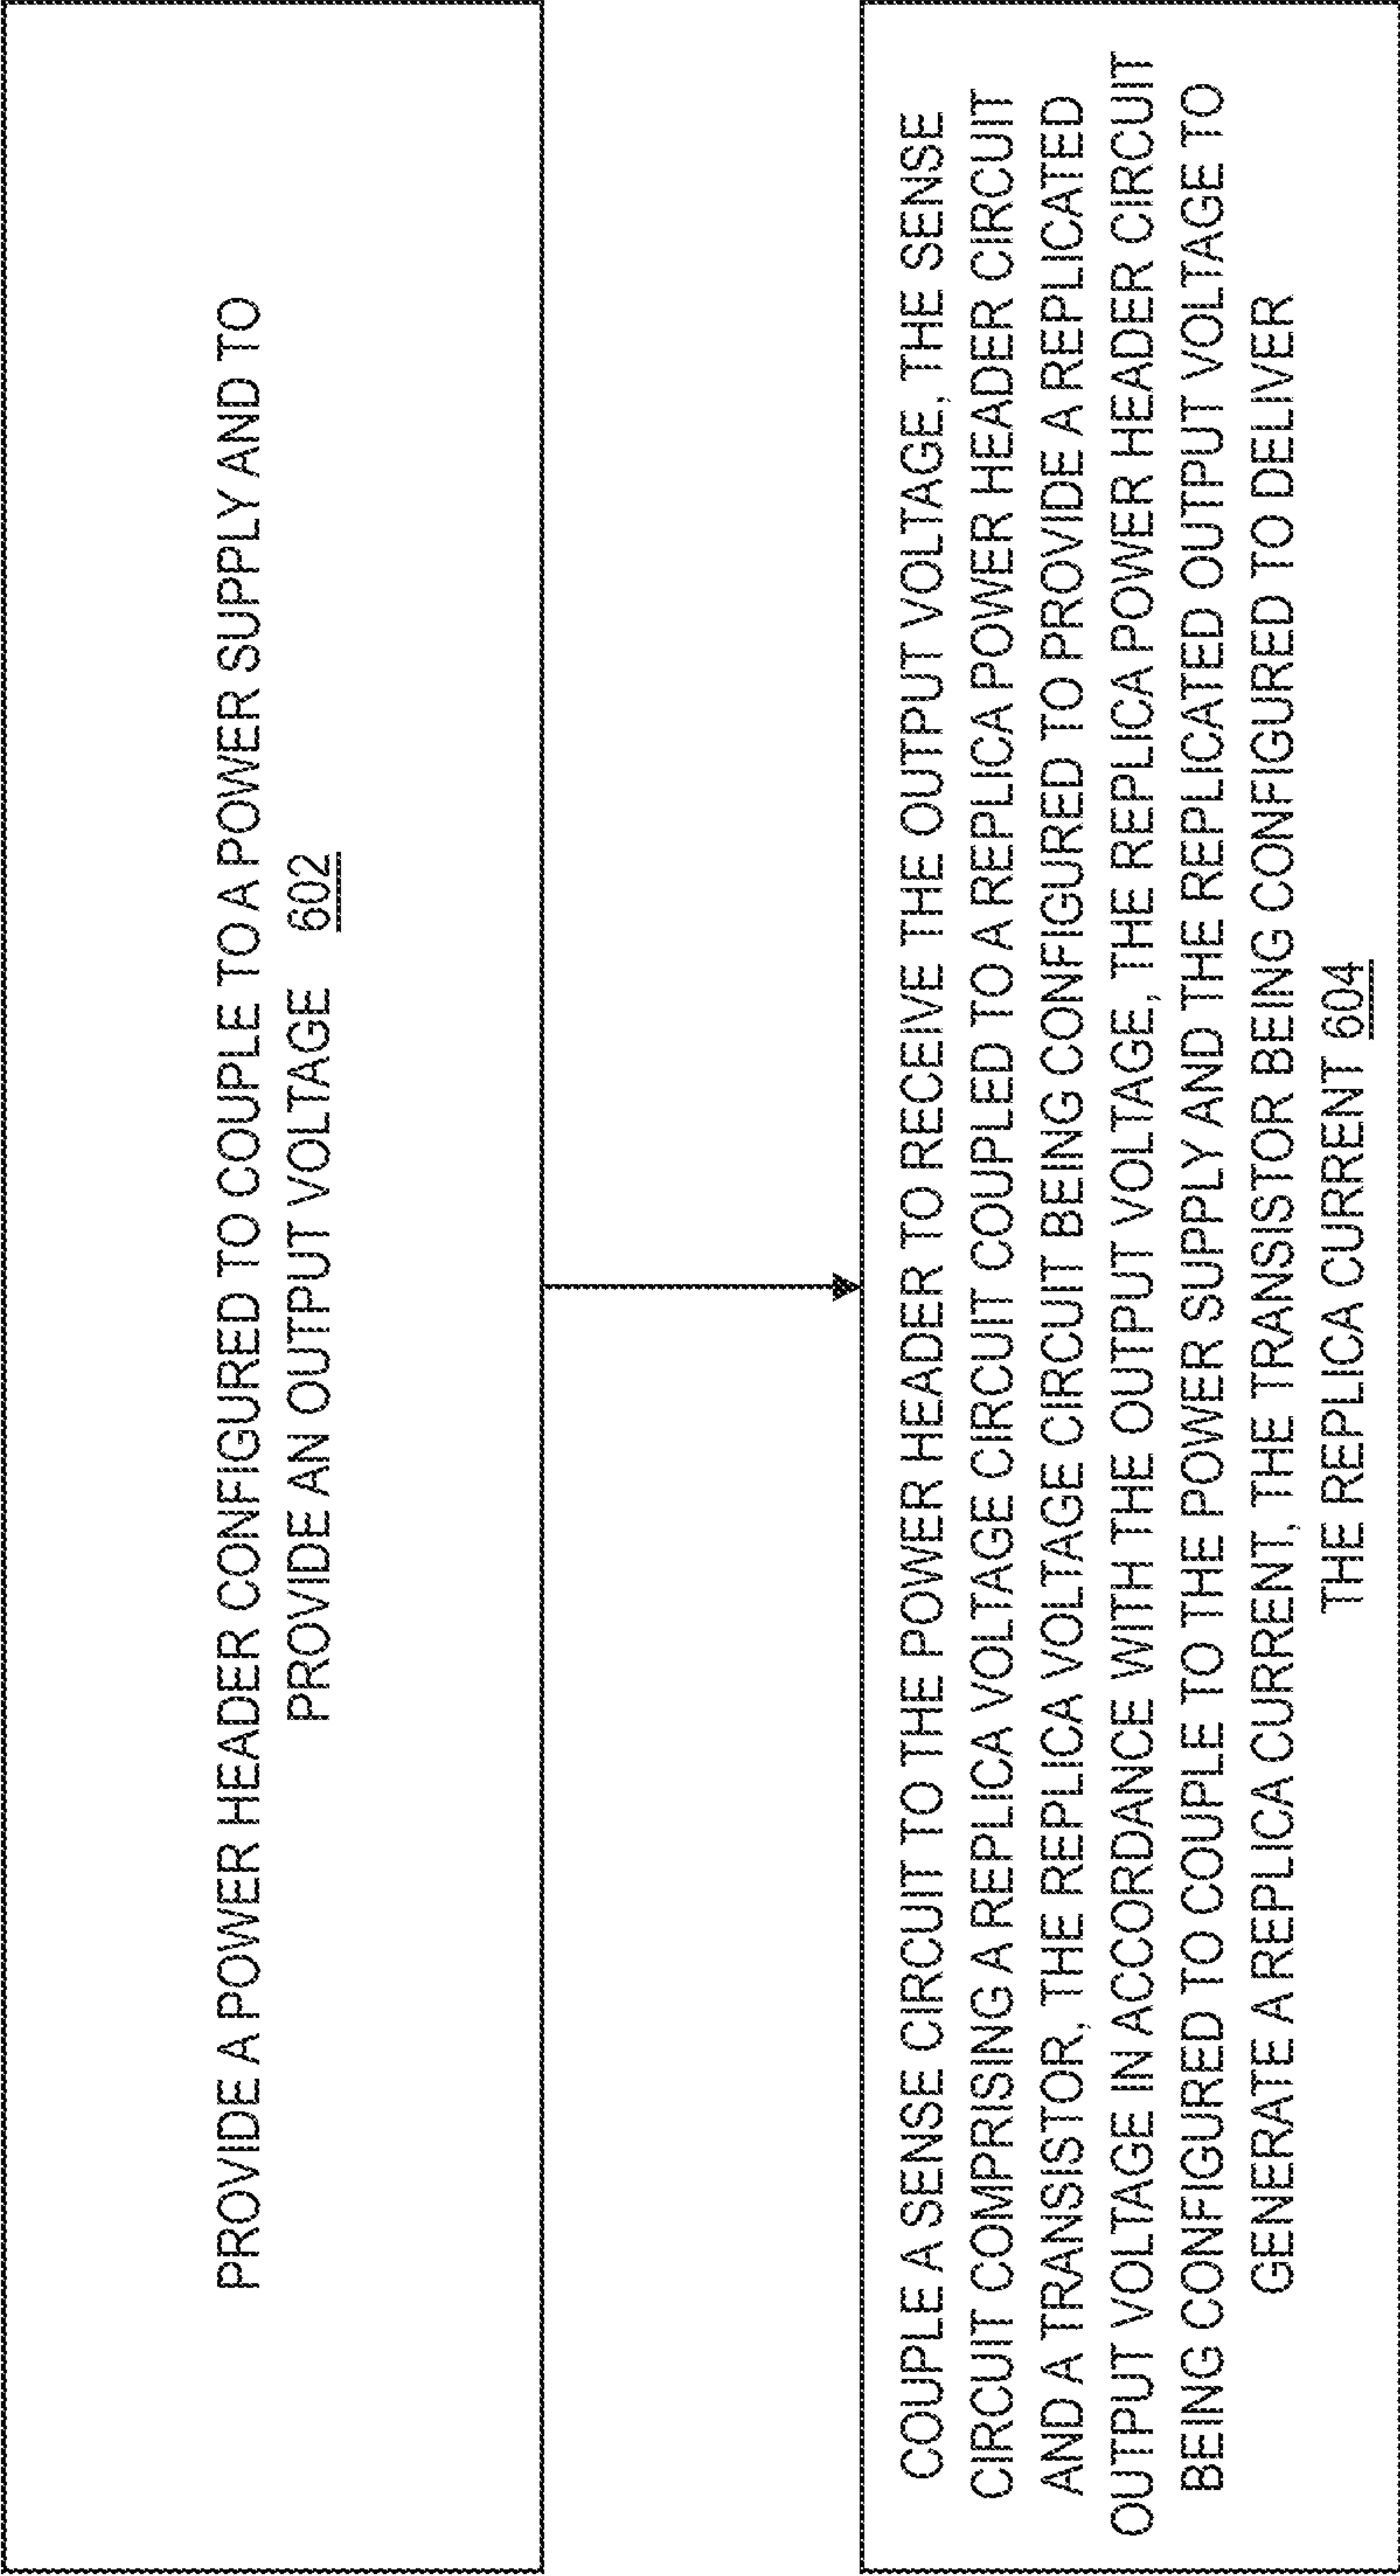 PROVIDE A POWER HEADER CONFIGURED TO COUPLE TO A POWER SUPPLY AND TO
PROVIDE AN OUTPUT VOLTAGE 602
COUPLE A SENSE CIRCUIT TO THE POWER HEADER TO RECEIVE THE OUTPUT VOLTAGE, THE SENSE
CIRCUIT COMPRISING A REPLICA VOLTAGE CIRCUIT COUPLED TO A REPLICA POWER HEADER CIRCUIT
AND A TRANSISTOR, THE REPLICA VOLTAGE CIRCUIT BEING CONFIGURED TO PROVIDE A REPLICATED
OUTPUT VOLTAGE IN ACCORDANCE WITH THE OUTPUT VOLTAGE, THE REPLICA POWER HEADER CIRCUIT
BEING CONFIGURED TO COUPLE TO THE POWER SUPPLY AND THE REPLICATED OUTPUT VOLTAGE TO
GENERATE A REPLICA CURRENT, THE TRANSISTOR BEING CONFIGURED TO DELIVER
THE REPLICA CURRENT 604